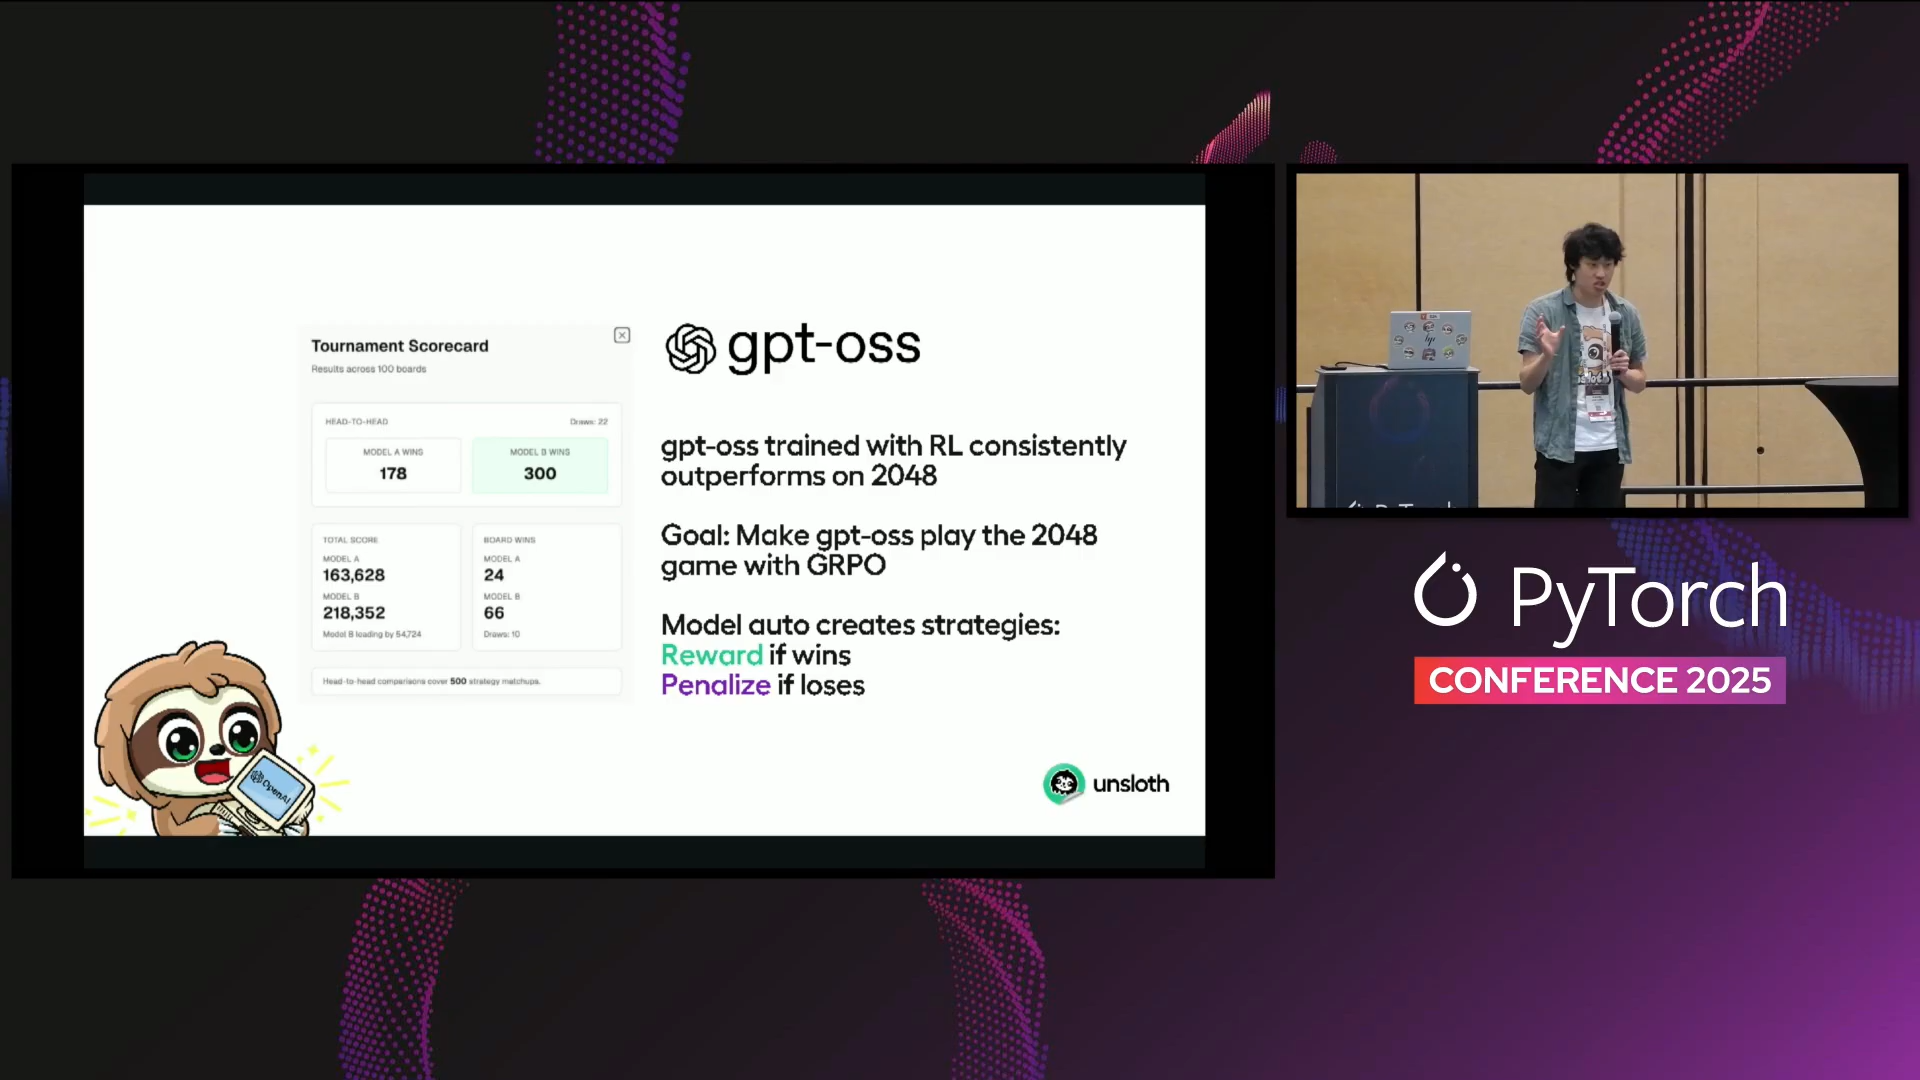 Tournament Scorecard
Results across 100 boards
HEAD-TO-HEAD
Draws: 22
MODEL A WINS
178
MODEL B WINS
300
TOTAL SCORE
MODEL A
163,628
MODEL B
218,352
Model B leading by 54,724
BOARD WINS
MODEL A
24
MODEL B
66
Draws: 10
Head-to-head comparisons cover 500 strategy matchups.
gpt-oss
gpt-oss trained with RL consistently
outperforms on 2048
Goal: Make gpt-oss play the 2048
game with GRPO
Model auto creates strategies:
Reward if wins
Penalize if loses
OpenAI
unsloth
PyTorch
CONFERENCE 2025